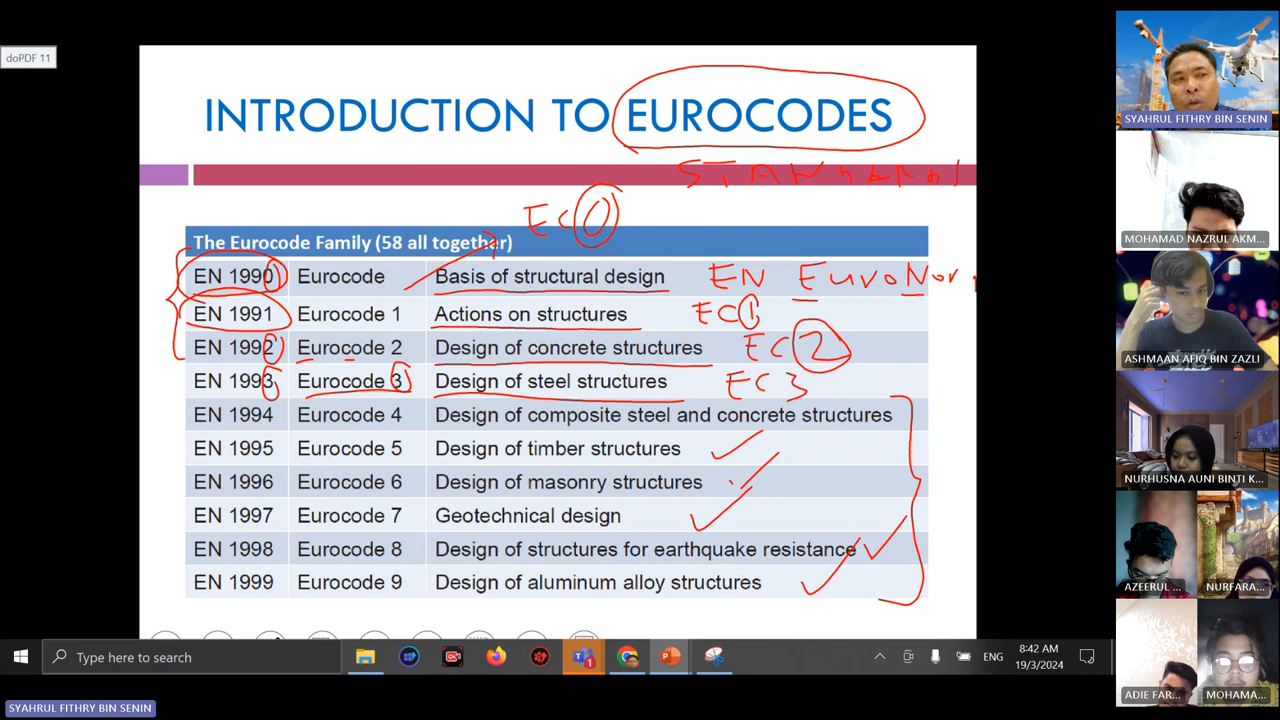 doPDF 11
INTRODUCTION TO EUROCODES
EC 0
The Eurocode Family (58 all together)
EN 1990 Eurocode Basis of structural design EN EuroNor
EN 1991 Eurocode 1 Actions on structures EC 1
EN 1992 Eurocode 2 Design of concrete structures EC 2
EN 1993 Eurocode 3 Design of steel structures EC 3
EN 1994 Eurocode 4 Design of composite steel and concrete structures
EN 1995 Eurocode 5 Design of timber structures
EN 1996 Eurocode 6 Design of masonry structures
EN 1997 Eurocode 7 Geotechnical design
EN 1998 Eurocode 8 Design of structures for earthquake resistance
EN 1999 Eurocode 9 Design of aluminum alloy structures
Type here to search
1
ENG
8:42 AM
19/3/2024
SYAHRUL FITHRY BIN SENIN
SYAHRUL FITHRY BIN SENIN
MOHAMAD NAZRUL AKM...
ASHMAAN AFIQ BIN ZAZLI
NURHUSNA AUNI BINTI K...
AZEERUL ...
NURFARA...
ADIE FAR...
MOHAMA...